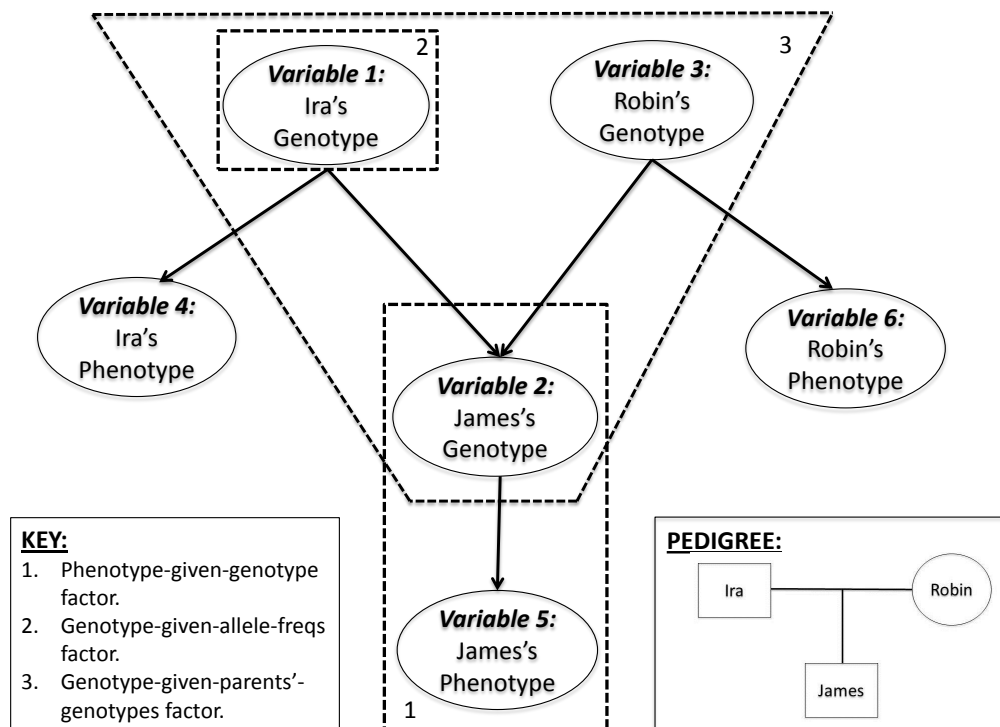 2
3
Variable 1:
Ira's
Genotype
Variable 3:
Robin's
Genotype
Variable 4:
Ira's
Phenotype
Variable 6:
Robin's
Phenotype
Variable 2:
James's
Genotype
Variable 5:
James's
Phenotype
1
KEY:
1. Phenotype-given-genotype
factor.
2. Genotype-given-allele-freqs
factor.
3. Genotype-given-parents'-
genotypes factor.
PEDIGREE:
Ira
Robin
James